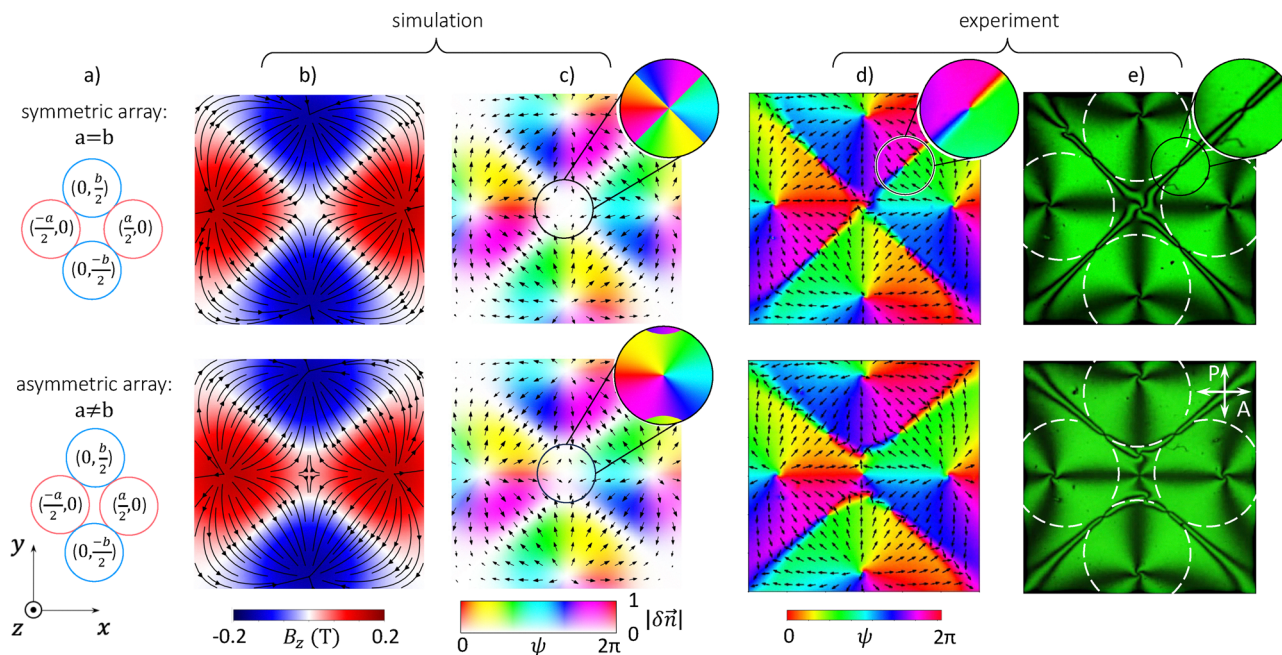 simulation
experiment
a)
b)
c)
d)
e)
symmetric array:
a=b
(0, b/2)
(-a/2, 0)
(a/2, 0)
(0, -b/2)
asymmetric array:
a≠b
(0, b/2)
(-a/2, 0)
(a/2, 0)
(0, -b/2)
P
A
y
z
x
-0.2 B_z (T) 0.2
1
|δn⃗|
0
0 ψ 2π
0 ψ 2π